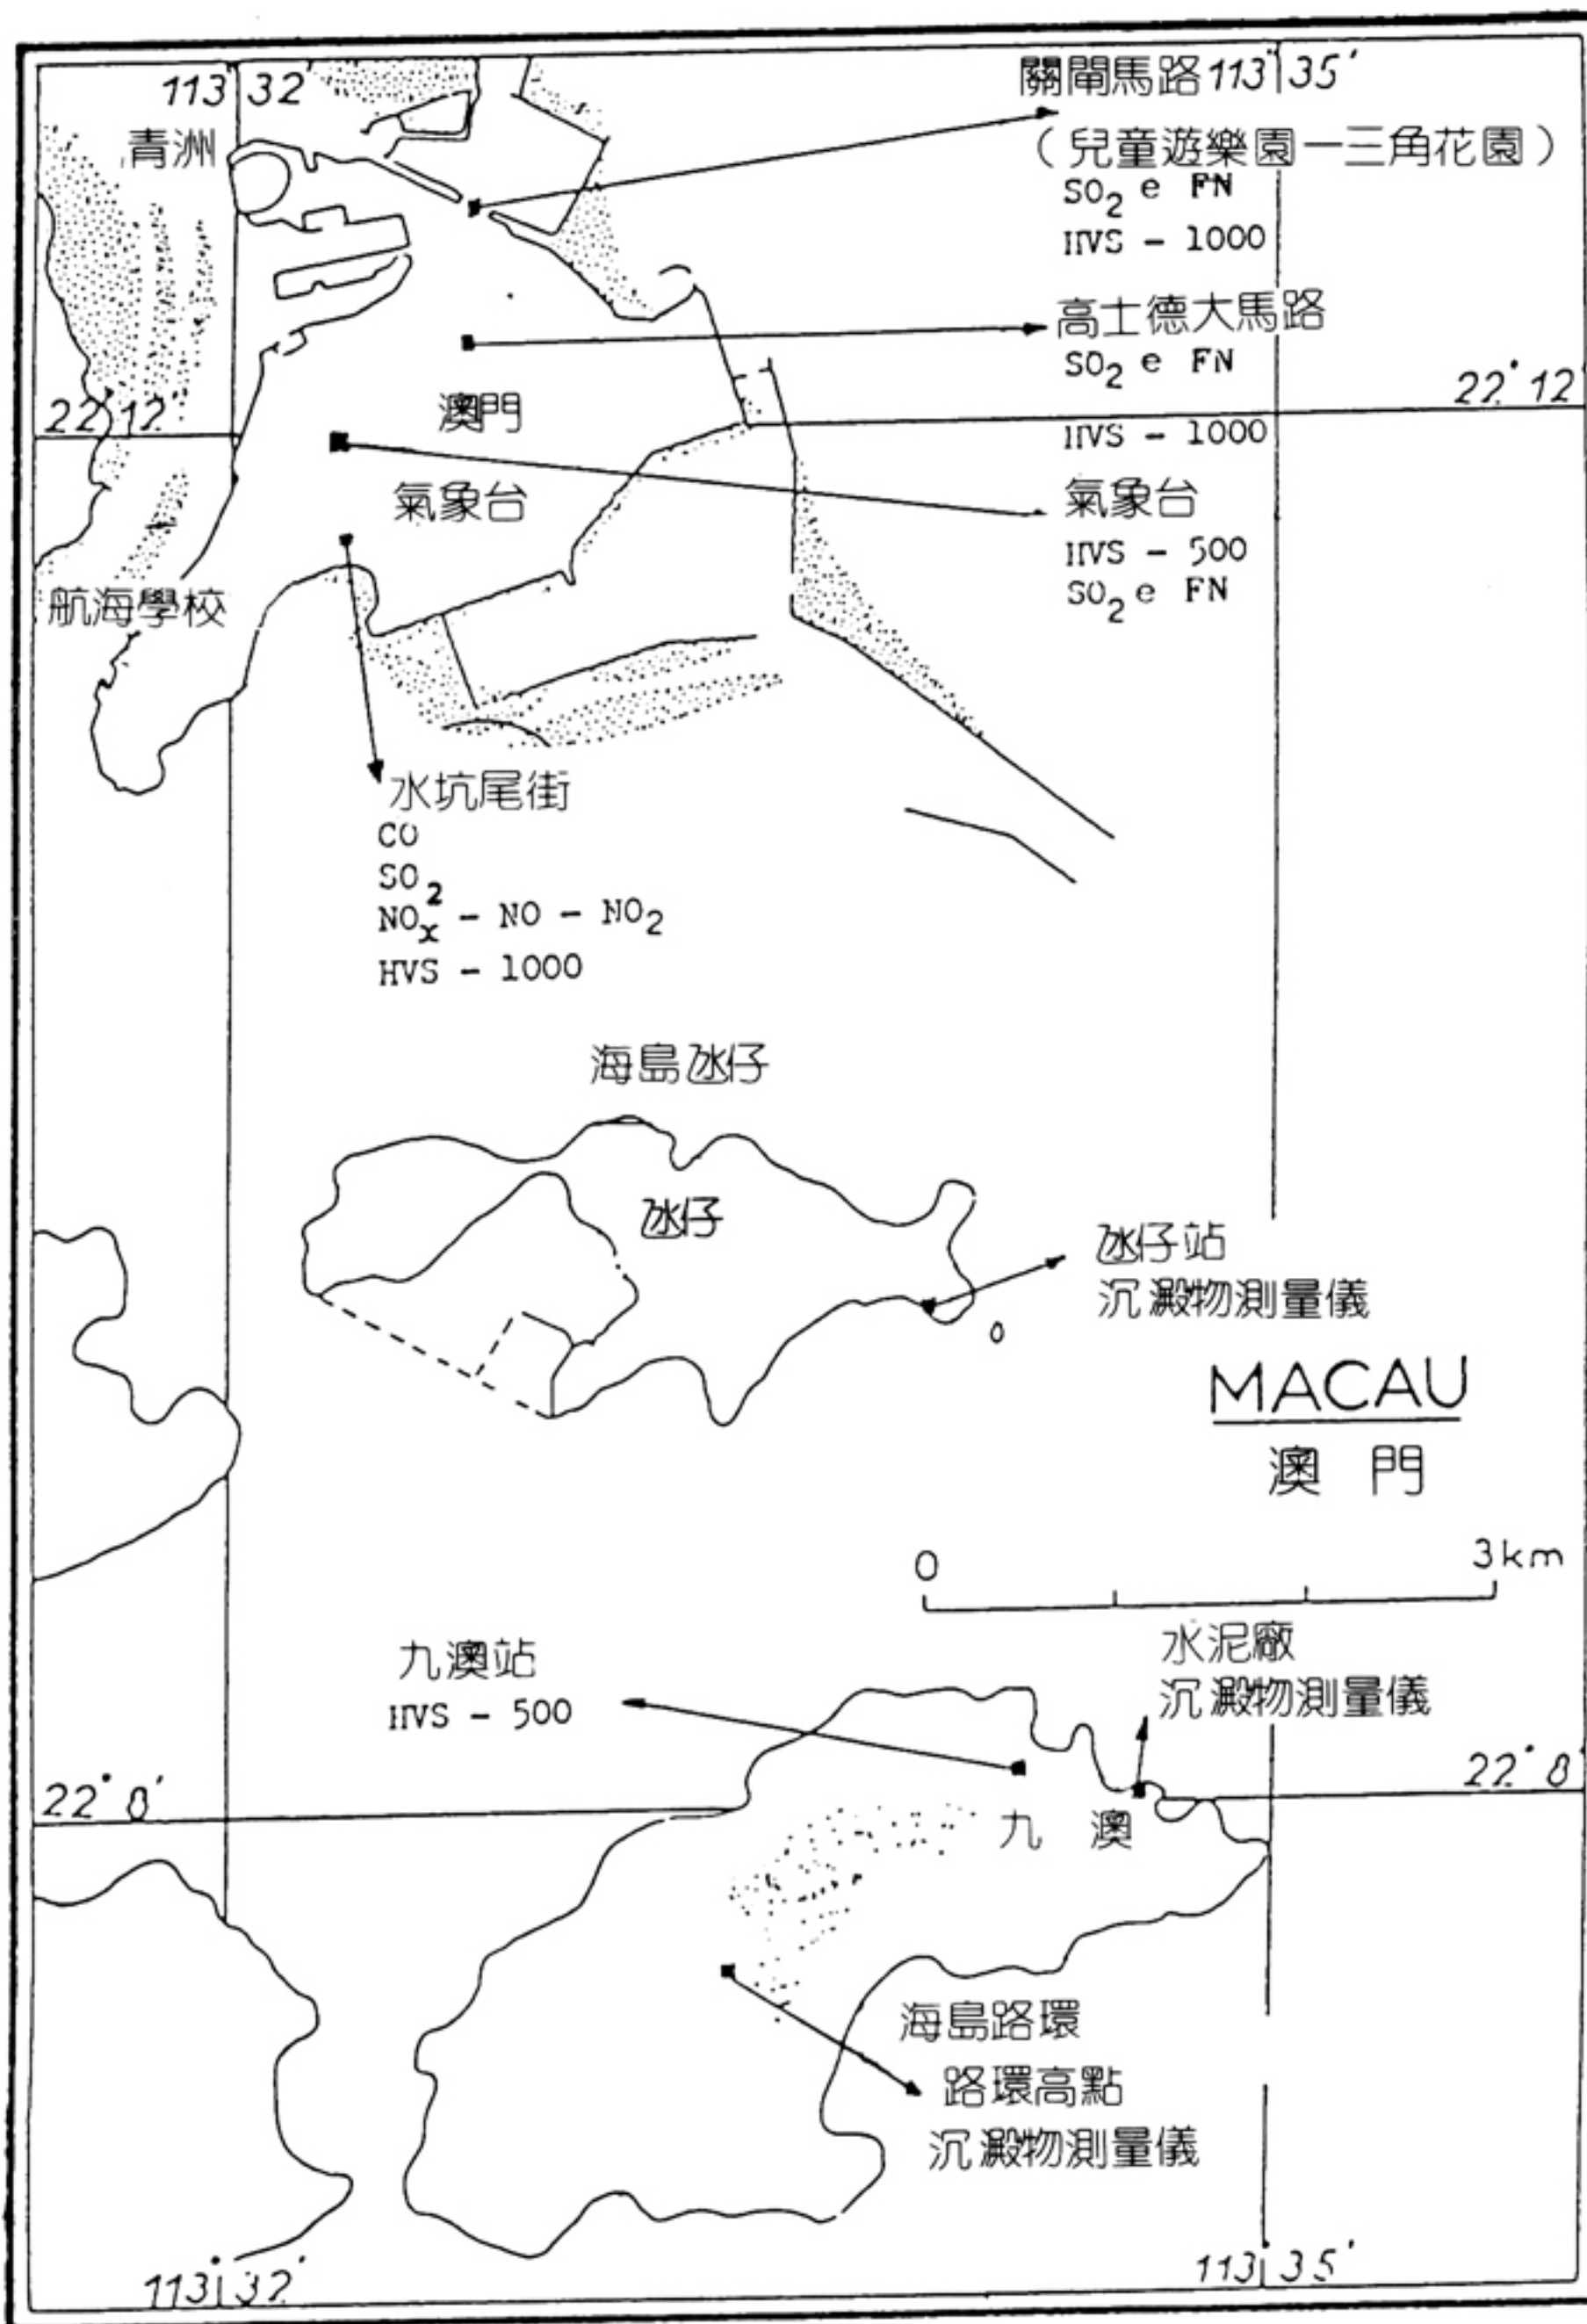 113° 32'
關閘馬路 113° 35'
青洲
（兒童遊樂園一三角花園）
SO2 e FN
HVS - 1000
高士德大馬路
SO2 e FN
22° 12'
22° 12'
澳門
HVS - 1000
氣象台
氣象台
HVS - 500
SO2 e FN
航海學校
水坑尾街
CO
SO2
NOx - NO - NO2
HVS - 1000
海島氹仔
氹仔
氹仔站
沉澱物測量儀
MACAU
澳門
0 3km
九澳站
HVS - 500
水泥廠
沉澱物測量儀
22° 8'
22° 8'
九澳
海島路環
路環高點
沉澱物測量儀
113° 32'
113° 35'